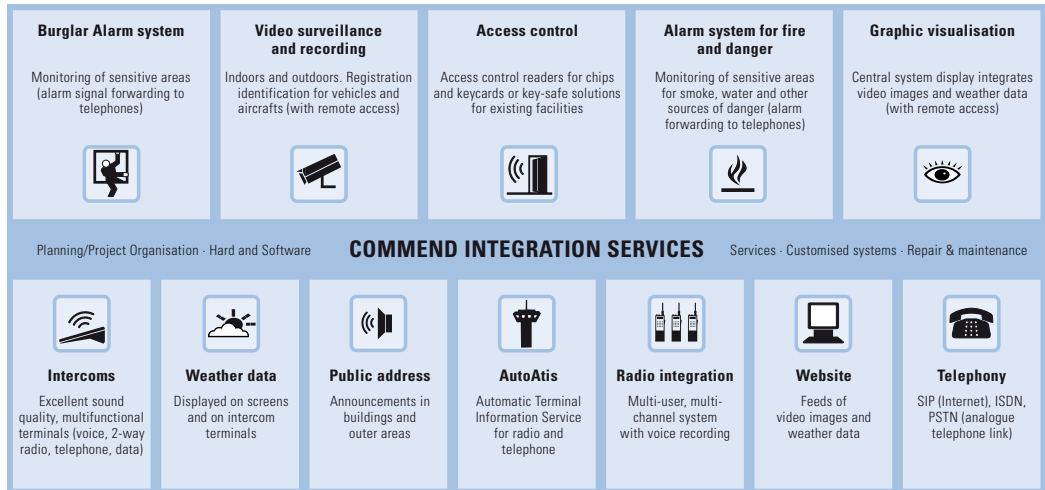 Burglar Alarm system
Monitoring of sensitive areas
(alarm signal forwarding to
telephones)
Video surveillance
and recording
Indoors and outdoors. Registration
identification for vehicles and
aircrafts (with remote access)
Access control
Access control readers for chips
and keycards or key-safe solutions
for existing facilities
Alarm system for fire
and danger
Monitoring of sensitive areas
for smoke, water and other
sources of danger (alarm
forwarding to telephones)
Graphic visualisation
Central system display integrates
video images and weather data
(with remote access)
Planning/Project Organisation · Hard and Software
COMMEND INTEGRATION SERVICES
Services · Customised systems · Repair & maintenance
Intercoms
Excellent sound
quality, multifunctional
terminals (voice, 2-way
radio, telephone, data)
Weather data
Displayed on screens
and on intercom
terminals
Public address
Announcements in
buildings and
outer areas
AutoAtis
Automatic Terminal
Information Service
for radio and
telephone
Radio integration
Multi-user, multi-
channel system
with voice recording
Website
Feeds of
video images and
weather data
Telephony
SIP (Internet), ISDN,
PSTN (analogue
telephone link)